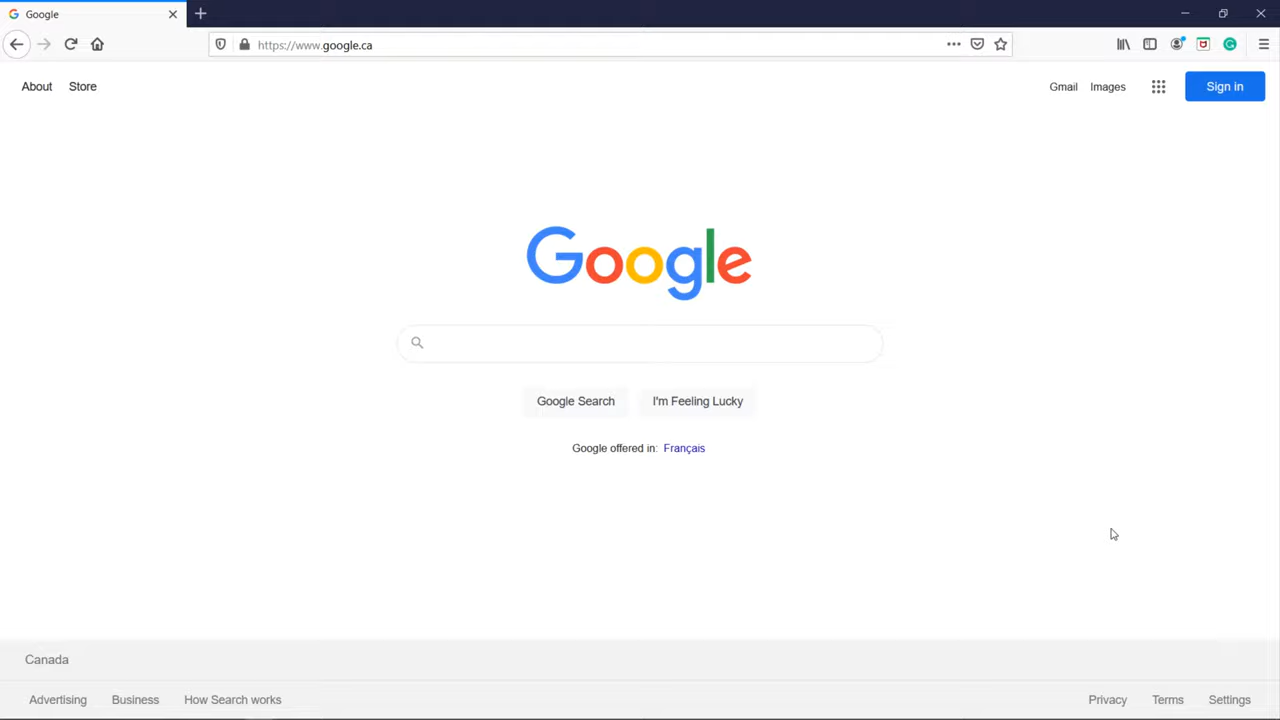 Google
https://www.google.ca
About Store
Gmail Images Sign in
Google
Google Search I'm Feeling Lucky
Google offered in: Français
Canada
Advertising Business How Search works
Privacy Terms Settings